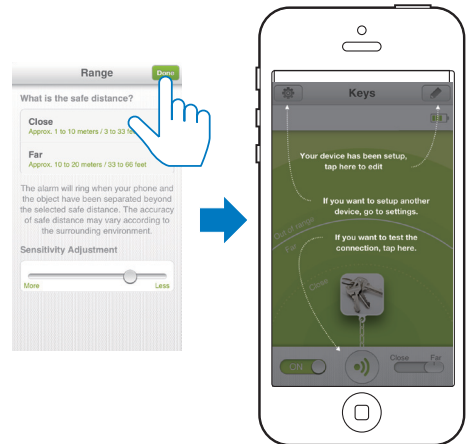 Range
Done
What is the safe distance?
Close
Approx. 1 to 10 meters / 3 to 33
Far
Approx. 10 to 20 meters / 33 to 66 feet
The alarm will ring when your phone and
the object have been separated beyond
the selected safe distance. The accuracy
of safe distance may vary according to
the surrounding environment.
Sensitivity Adjustment
More
Less
Keys
Your device has been setup,
tap here to edit
If you want to setup another
device, go to settings.
If you want to test the
connection, tap here.
Out of range
Far
Close
ON
Close
Far